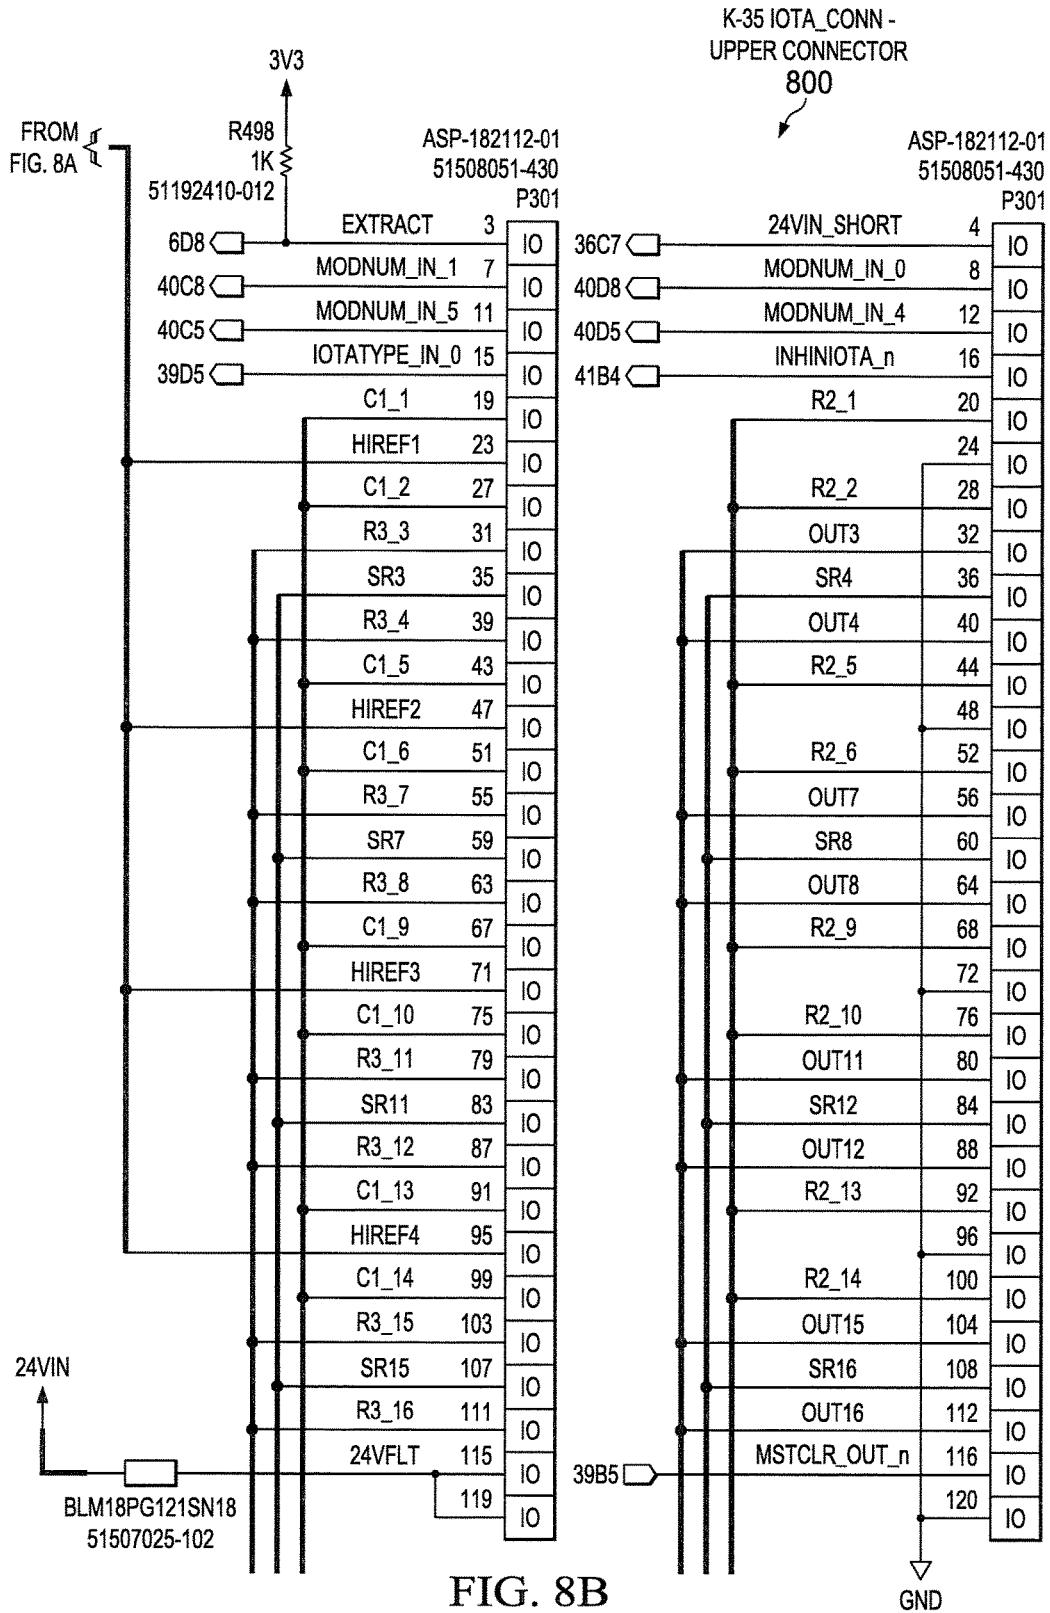 K-35 IOTA_CONN -
UPPER CONNECTOR
800
3V3
FROM
FIG. 8A
R498
1K
51192410-012
ASP-182112-01
51508051-430
P301
6D8
EXTRACT 3 IO
40C8
MODNUM_IN_1 7 IO
40C5
MODNUM_IN_5 11 IO
39D5
IOTATYPE_IN_0 15 IO
C1_1 19 IO
HIREF1 23 IO
C1_2 27 IO
R3_3 31 IO
SR3 35 IO
R3_4 39 IO
C1_5 43 IO
HIREF2 47 IO
C1_6 51 IO
R3_7 55 IO
SR7 59 IO
R3_8 63 IO
C1_9 67 IO
HIREF3 71 IO
C1_10 75 IO
R3_11 79 IO
SR11 83 IO
R3_12 87 IO
C1_13 91 IO
HIREF4 95 IO
C1_14 99 IO
R3_15 103 IO
SR15 107 IO
R3_16 111 IO
24VFLT 115 IO
119 IO
24VIN
BLM18PG121SN18
51507025-102
ASP-182112-01
51508051-430
P301
36C7
24VIN_SHORT 4 IO
40D8
MODNUM_IN_0 8 IO
40D5
MODNUM_IN_4 12 IO
41B4
INHINIOTA_n 16 IO
R2_1 20 IO
24 IO
R2_2 28 IO
OUT3 32 IO
SR4 36 IO
OUT4 40 IO
R2_5 44 IO
48 IO
R2_6 52 IO
OUT7 56 IO
SR8 60 IO
OUT8 64 IO
R2_9 68 IO
72 IO
R2_10 76 IO
OUT11 80 IO
SR12 84 IO
OUT12 88 IO
R2_13 92 IO
96 IO
R2_14 100 IO
OUT15 104 IO
SR16 108 IO
OUT16 112 IO
39B5
MSTCLR_OUT_n 116 IO
120 IO
GND
FIG. 8B